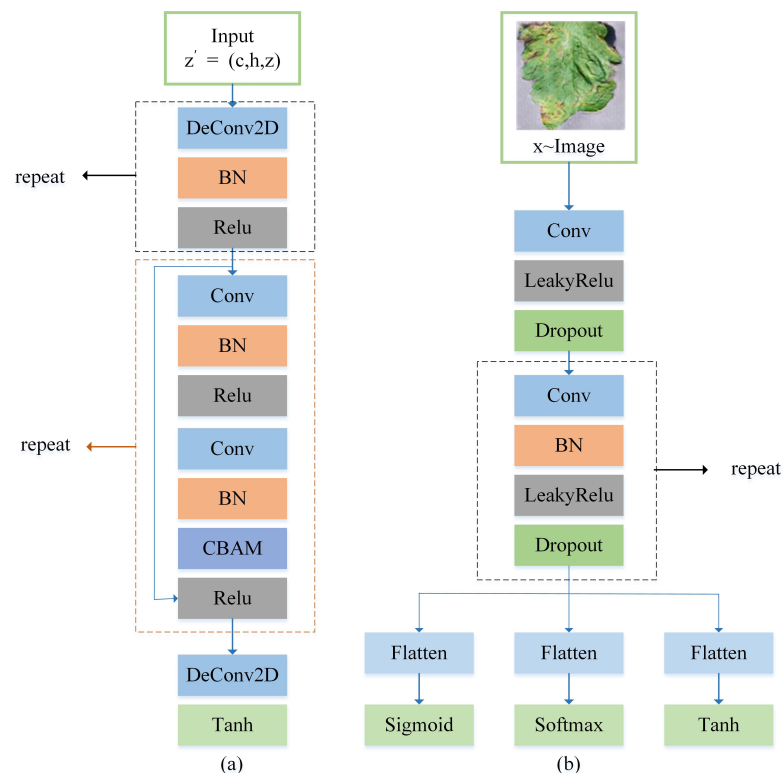 Input
z′ = (c,h,z)
DeConv2D
BN
Relu
repeat
Conv
BN
Relu
Conv
BN
CBAM
Relu
repeat
DeConv2D
Tanh
(a)
x~Image
Conv
LeakyRelu
Dropout
Conv
BN
LeakyRelu
Dropout
repeat
Flatten
Flatten
Flatten
Sigmoid
Softmax
Tanh
(b)